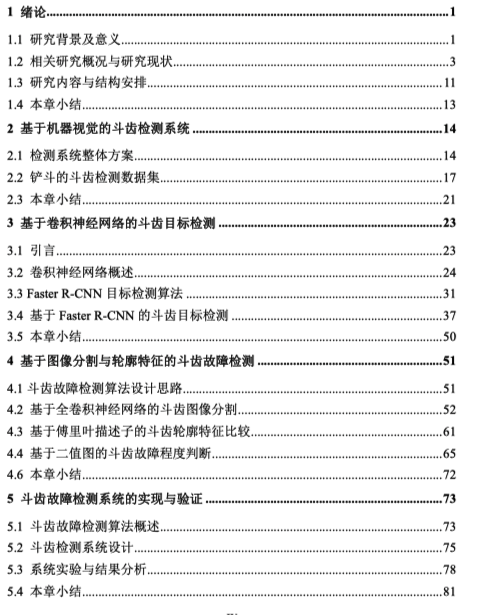 1 绪论........................................1
1.1 研究背景及意义........................................1
1.2 相关研究概况与研究现状........................................3
1.3 研究内容与结构安排........................................11
1.4 本章小结........................................13
2 基于机器视觉的斗齿检测系统........................................14
2.1 检测系统整体方案........................................14
2.2 铲斗的斗齿检测数据集........................................17
2.3 本章小结........................................21
3 基于卷积神经网络的斗齿目标检测........................................23
3.1 引言........................................23
3.2 卷积神经网络概述........................................24
3.3 Faster R-CNN 目标检测算法........................................31
3.4 基于 Faster R-CNN 的斗齿目标检测........................................37
3.5 本章小结........................................50
4 基于图像分割与轮廓特征的斗齿故障检测........................................51
4.1 斗齿故障检测算法设计思路........................................51
4.2 基于全卷积神经网络的斗齿图像分割........................................52
4.3 基于傅里叶描述子的斗齿轮廓特征比较........................................61
4.4 基于二值图的斗齿故障程度判断........................................65
4.6 本章小结........................................72
5 斗齿故障检测系统的实现与验证........................................73
5.1 斗齿故障检测算法概述........................................73
5.2 斗齿检测系统设计........................................75
5.3 系统实验与结果分析........................................78
5.4 本章小结........................................81